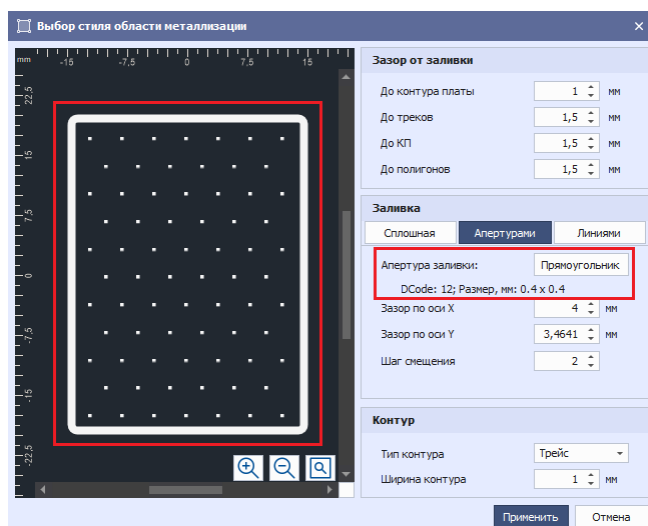 Выбор стиля области металлизации
mm -15 -7,5 0 7,5 15
22,5
15
7,5
0
-7,5
-15
-22,5
Зазор от заливки
До контура платы 1 мм
До треков 1,5 мм
До КП 1,5 мм
До полигонов 1,5 мм
Заливка
Сплошная Апертурами Линиями
Апертура заливки: Прямоугольник
DCode: 12; Размер, мм: 0.4 x 0.4
Зазор по оси X 4 мм
Зазор по оси Y 3,4641 мм
Шаг смещения 2
Контур
Тип контура Трейс
Ширина контура 1 мм
Применить Отмена